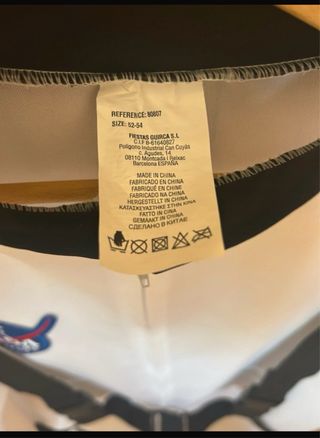 REFERENCE: 80807
SIZE: 52-54
FIESTAS GUIRCA S.L
C.I.F B-61640827
Polígono Industrial Can Cuyás
c. Agudes, 14
08110 Montcada i Reixac
Barcelona ESPAÑA
MADE IN CHINA
FABRICADO EN CHINA
FABRIQUÉ EN CHINE
FABRICADO NA CHINA
HERGESTELLT IN CHINA
ΚΑΤΑΣΚΕΥΑΣΤΗΚΕ ΣΤΗΝ ΚΙΝΑ
FATTO IN CINA
GEMAAKT IN CHINA
СДЕЛАНО В КИТАЕ